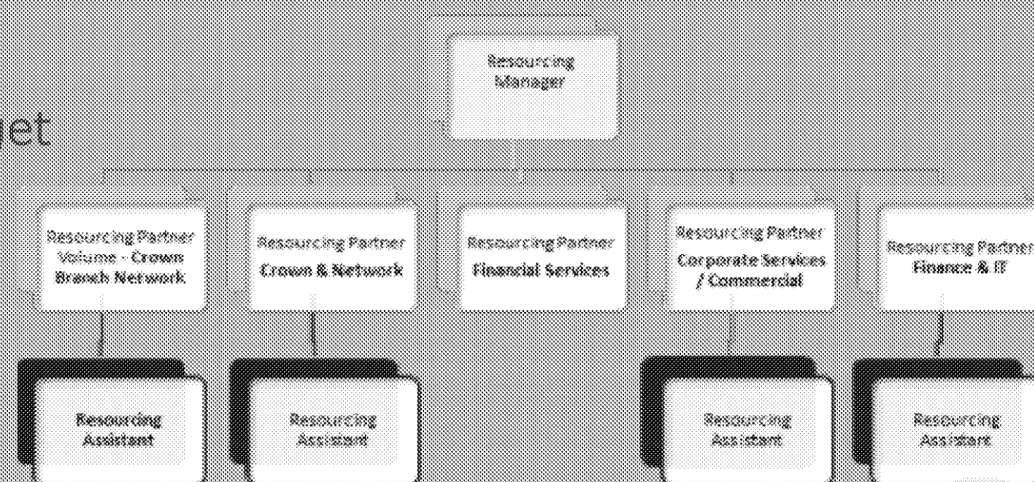 Resourcing
Manager
get
Resourcing Partner
Volume - Crown
Branch Network
Resourcing Partner
Crown & Network
Resourcing Partner
Financial Services
Resourcing Partner
Corporate Services
/ Commercial
Resourcing Partner
Finance & IT
Resourcing
Assistant
Resourcing
Assistant
Resourcing
Assistant
Resourcing
Assistant